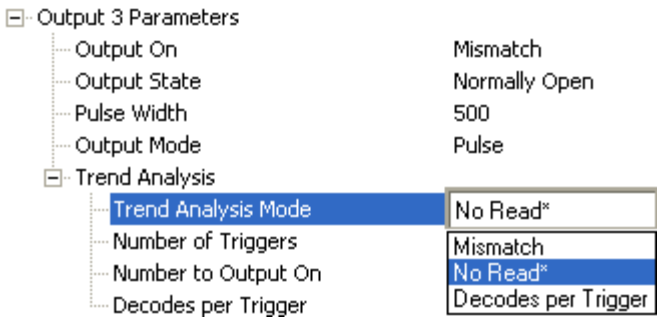 Output 3 Parameters
Output On Mismatch
Output State Normally Open
Pulse Width 500
Output Mode Pulse
Trend Analysis
Trend Analysis Mode No Read*
Number of Triggers Mismatch
Number to Output On No Read*
Decodes per Trigger Decodes per Trigger